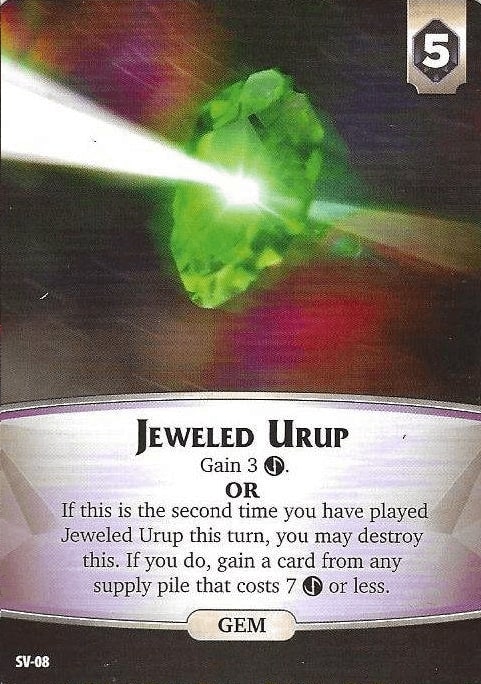 5
Jeweled Urup
Gain 3 .
OR
If this is the second time you have played
Jeweled Urup this turn, you may destroy
this. If you do, gain a card from any
supply pile that costs 7 or less.
GEM
SV-08